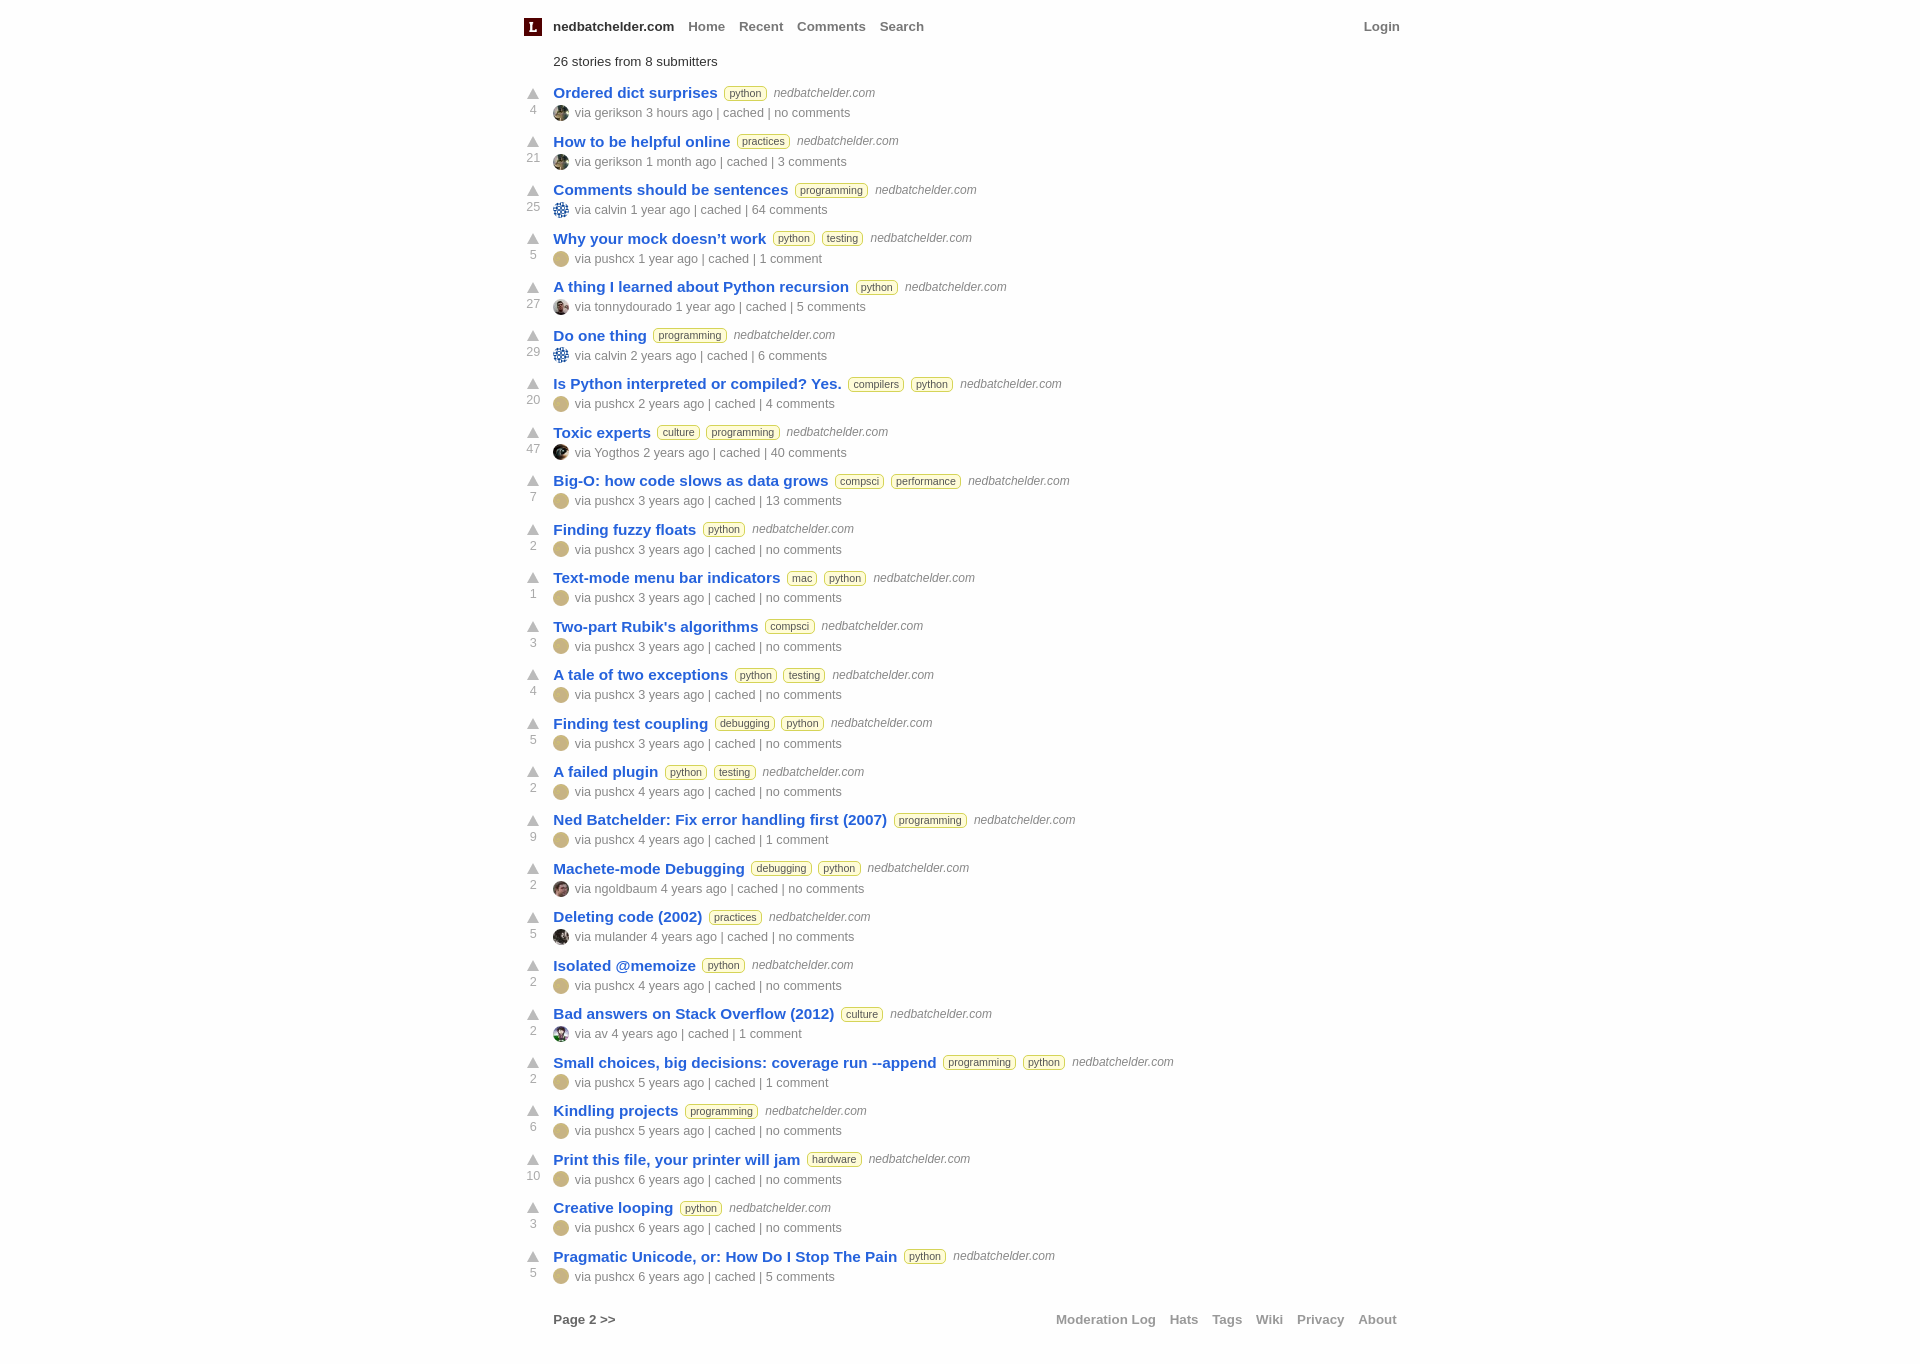 L nedbatchelder.com Home Recent Comments Search Login
26 stories from 8 submitters
Ordered dict surprises python nedbatchelder.com
4 via gerikson 3 hours ago | cached | no comments
How to be helpful online practices nedbatchelder.com
21 via gerikson 1 month ago | cached | 3 comments
Comments should be sentences programming nedbatchelder.com
25 via calvin 1 year ago | cached | 64 comments
Why your mock doesn’t work python testing nedbatchelder.com
5 via pushcx 1 year ago | cached | 1 comment
A thing I learned about Python recursion python nedbatchelder.com
27 via tonnydourado 1 year ago | cached | 5 comments
Do one thing programming nedbatchelder.com
29 via calvin 2 years ago | cached | 6 comments
Is Python interpreted or compiled? Yes. compilers python nedbatchelder.com
20 via pushcx 2 years ago | cached | 4 comments
Toxic experts culture programming nedbatchelder.com
47 via Yogthos 2 years ago | cached | 40 comments
Big-O: how code slows as data grows compsci performance nedbatchelder.com
7 via pushcx 3 years ago | cached | 13 comments
Finding fuzzy floats python nedbatchelder.com
2 via pushcx 3 years ago | cached | no comments
Text-mode menu bar indicators mac python nedbatchelder.com
1 via pushcx 3 years ago | cached | no comments
Two-part Rubik's algorithms compsci nedbatchelder.com
3 via pushcx 3 years ago | cached | no comments
A tale of two exceptions python testing nedbatchelder.com
4 via pushcx 3 years ago | cached | no comments
Finding test coupling debugging python nedbatchelder.com
5 via pushcx 3 years ago | cached | no comments
A failed plugin python testing nedbatchelder.com
2 via pushcx 4 years ago | cached | no comments
Ned Batchelder: Fix error handling first (2007) programming nedbatchelder.com
9 via pushcx 4 years ago | cached | 1 comment
Machete-mode Debugging debugging python nedbatchelder.com
2 via ngoldbaum 4 years ago | cached | no comments
Deleting code (2002) practices nedbatchelder.com
5 via mulander 4 years ago | cached | no comments
Isolated @memoize python nedbatchelder.com
2 via pushcx 4 years ago | cached | no comments
Bad answers on Stack Overflow (2012) culture nedbatchelder.com
2 via av 4 years ago | cached | 1 comment
Small choices, big decisions: coverage run --append programming python nedbatchelder.com
2 via pushcx 5 years ago | cached | 1 comment
Kindling projects programming nedbatchelder.com
6 via pushcx 5 years ago | cached | no comments
Print this file, your printer will jam hardware nedbatchelder.com
10 via pushcx 6 years ago | cached | no comments
Creative looping python nedbatchelder.com
3 via pushcx 6 years ago | cached | no comments
Pragmatic Unicode, or: How Do I Stop The Pain python nedbatchelder.com
5 via pushcx 6 years ago | cached | 5 comments
Page 2 >> Moderation Log Hats Tags Wiki Privacy About